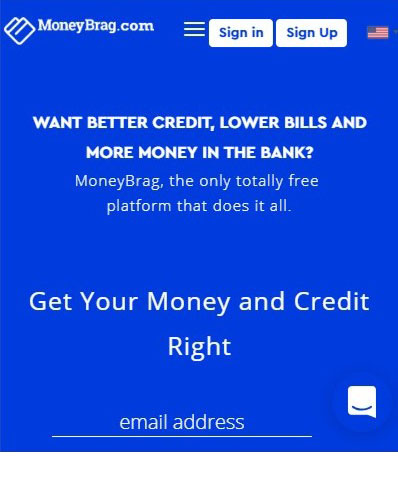 MoneyBrag.com
Sign in
Sign Up
WANT BETTER CREDIT, LOWER BILLS AND
MORE MONEY IN THE BANK?
MoneyBrag, the only totally free
platform that does it all.
Get Your Money and Credit
Right
email address